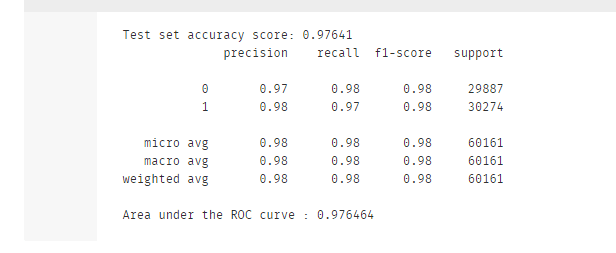 Test set accuracy score: 0.97641
precision recall f1-score support
0 0.97 0.98 0.98 29887
1 0.98 0.97 0.98 30274
micro avg 0.98 0.98 0.98 60161
macro avg 0.98 0.98 0.98 60161
weighted avg 0.98 0.98 0.98 60161
Area under the ROC curve : 0.976464